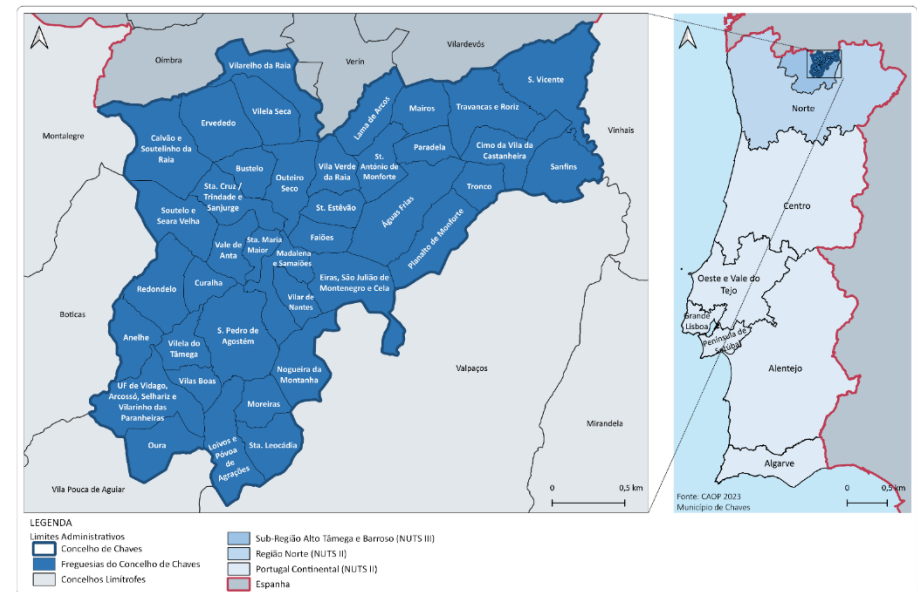 Oímbra
Verín
Vilardevós
Montalegre
Vinhais
Boticas
Valpaços
Mirandela
Vila Pouca de Aguiar
Vilarelho da Raia
S. Vicente
Ervededo
Vilela Seca
Lama de Arcos
Mairos
Travancas e Roriz
Calvão e
Soutelinho da
Raia
Bustelo
Outeiro
Seco
Vila Verde
da Raia
St.
António de
Monforte
Paradela
Cimo da Vila da
Castanheira
Sanfins
Tronco
Sta. Cruz /
Trindade e
Sanjurge
Soutelo e
Seara Velha
St. Estêvão
Águas Frias
Planalto de Monforte
Faiões
Vale de
Anta
Sta. Maria
Maior
Madalena
e Samaiões
Eiras, São Julião de
Montenegro e Cela
Redondelo
Curalha
Vilar de
Nantes
Anelhe
Vilela do
Tâmega
S. Pedro de
Agostém
Nogueira da
Montanha
UF de Vidago,
Arcossó, Selhariz e
Vilarinho das
Paranheiras
Vilas Boas
Moreiras
Oura
Loivos e
Póvoa
de
Agrações
Sta. Leocádia
0 0,5 km
Norte
Centro
Oeste e Vale do
Tejo
Grande
Lisboa
Península de
Setúbal
Alentejo
Algarve
Fonte: CAOP 2023
Município de Chaves
0 0,5 km
LEGENDA
Limites Administrativos
Concelho de Chaves
Freguesias do Concelho de Chaves
Concelhos Limítrofes
Sub-Região Alto Tâmega e Barroso (NUTS III)
Região Norte (NUTS II)
Portugal Continental (NUTS II)
Espanha